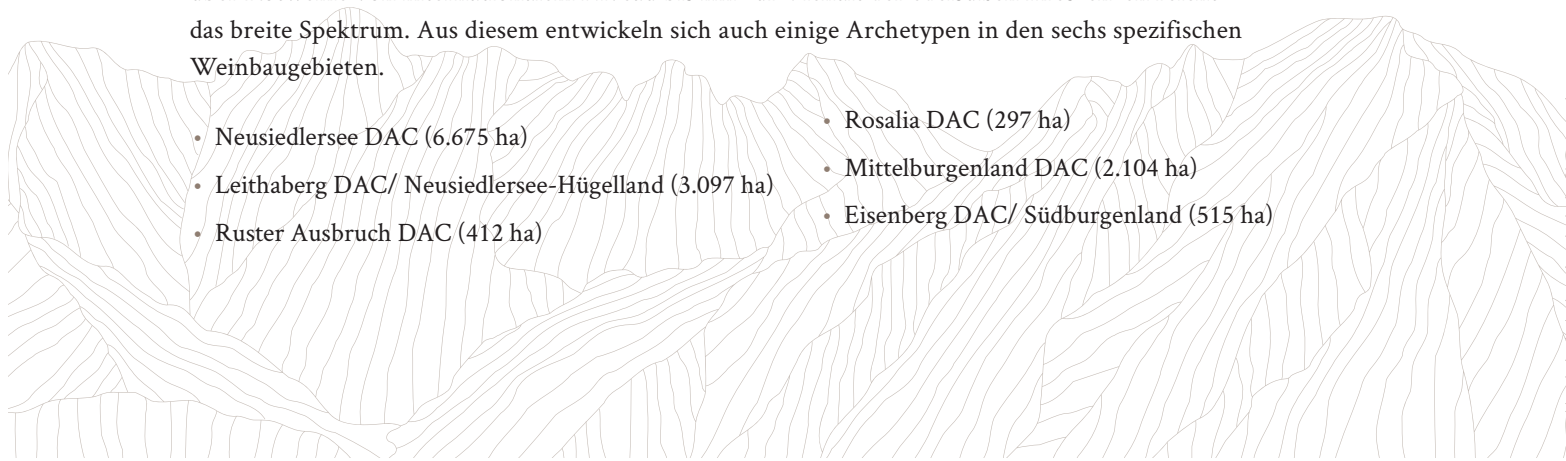 das breite Spektrum. Aus diesem entwickeln sich auch einige Archetypen in den sechs spezifischen
Weinbaugebieten.
• Neusiedlersee DAC (6.675 ha)
• Leithaberg DAC/ Neusiedlersee-Hügelland (3.097 ha)
• Ruster Ausbruch DAC (412 ha)
• Rosalia DAC (297 ha)
• Mittelburgenland DAC (2.104 ha)
• Eisenberg DAC/ Südburgenland (515 ha)